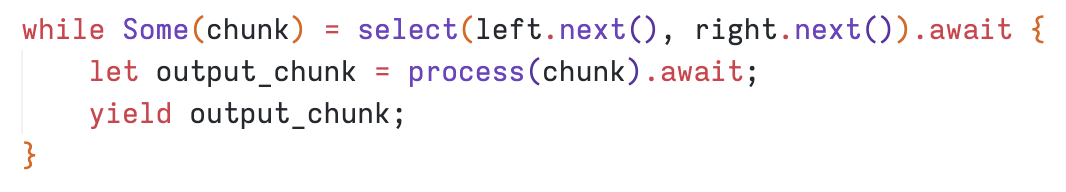 while Some(chunk) = select(left.next(), right.next()).await {
    let output_chunk = process(chunk).await;
    yield output_chunk;
}